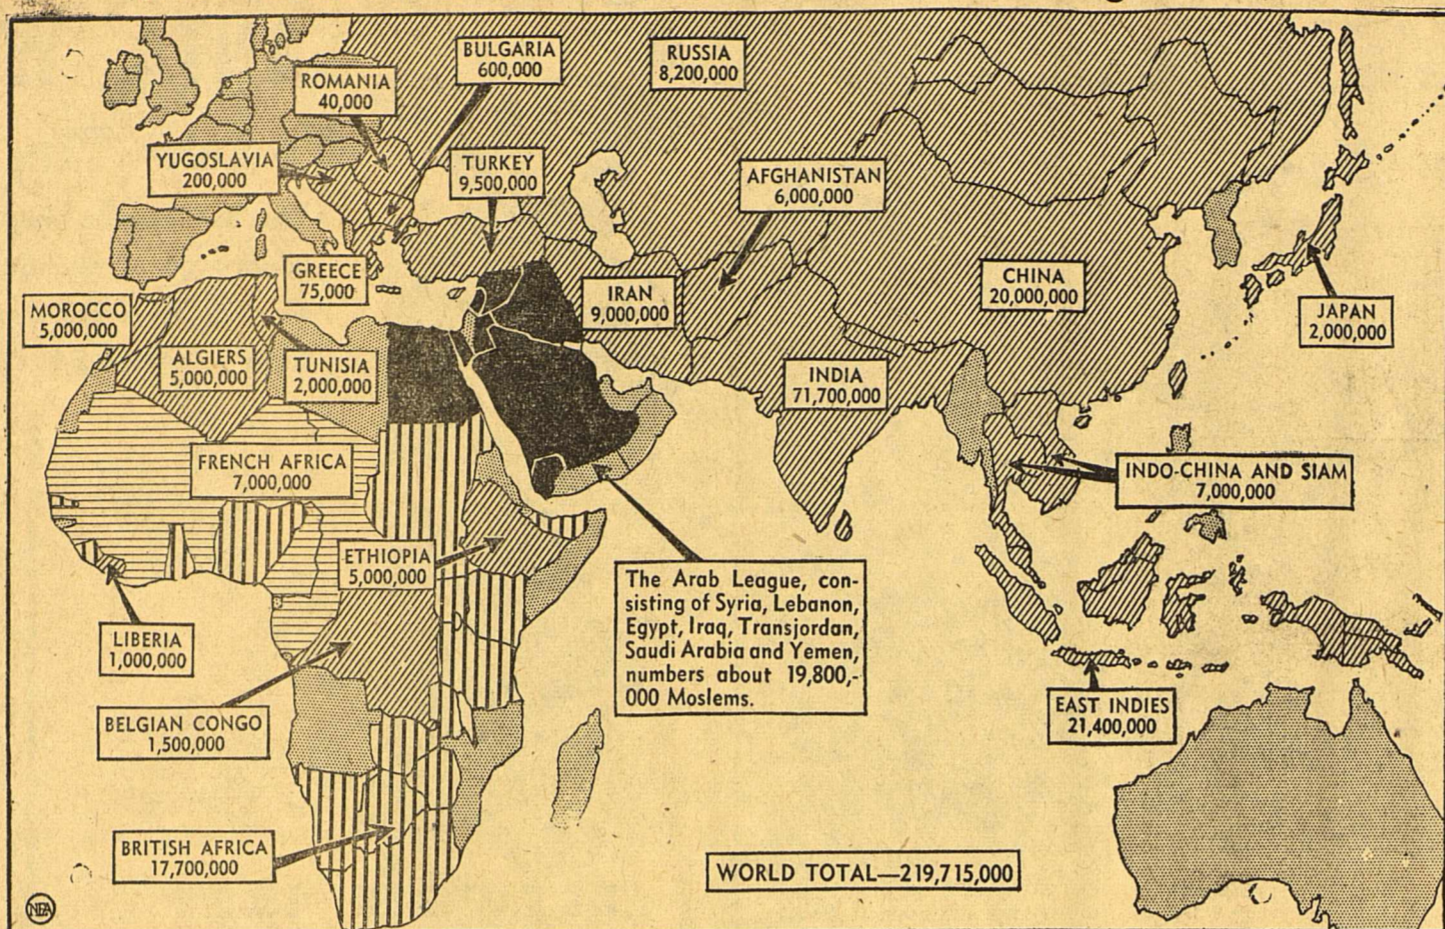 BULGARIA
600,000
RUSSIA
8,200,000
ROMANIA
40,000
YUGOSLAVIA
200,000
TURKEY
9,500,000
AFGHANISTAN
6,000,000
GREECE
75,000
IRAN
9,000,000
CHINA
20,000,000
MOROCCO
5,000,000
JAPAN
2,000,000
ALGIERS
5,000,000
TUNISIA
2,000,000
INDIA
71,700,000
FRENCH AFRICA
7,000,000
INDO-CHINA AND SIAM
7,000,000
ETHIOPIA
5,000,000
The Arab League, con-
sisting of Syria, Lebanon,
Egypt, Iraq, Transjordan,
Saudi Arabia and Yemen,
numbers about 19,800,-
000 Moslems.
LIBERIA
1,000,000
EAST INDIES
21,400,000
BELGIAN CONGO
1,500,000
BRITISH AFRICA
17,700,000
WORLD TOTAL—219,715,000
NEA